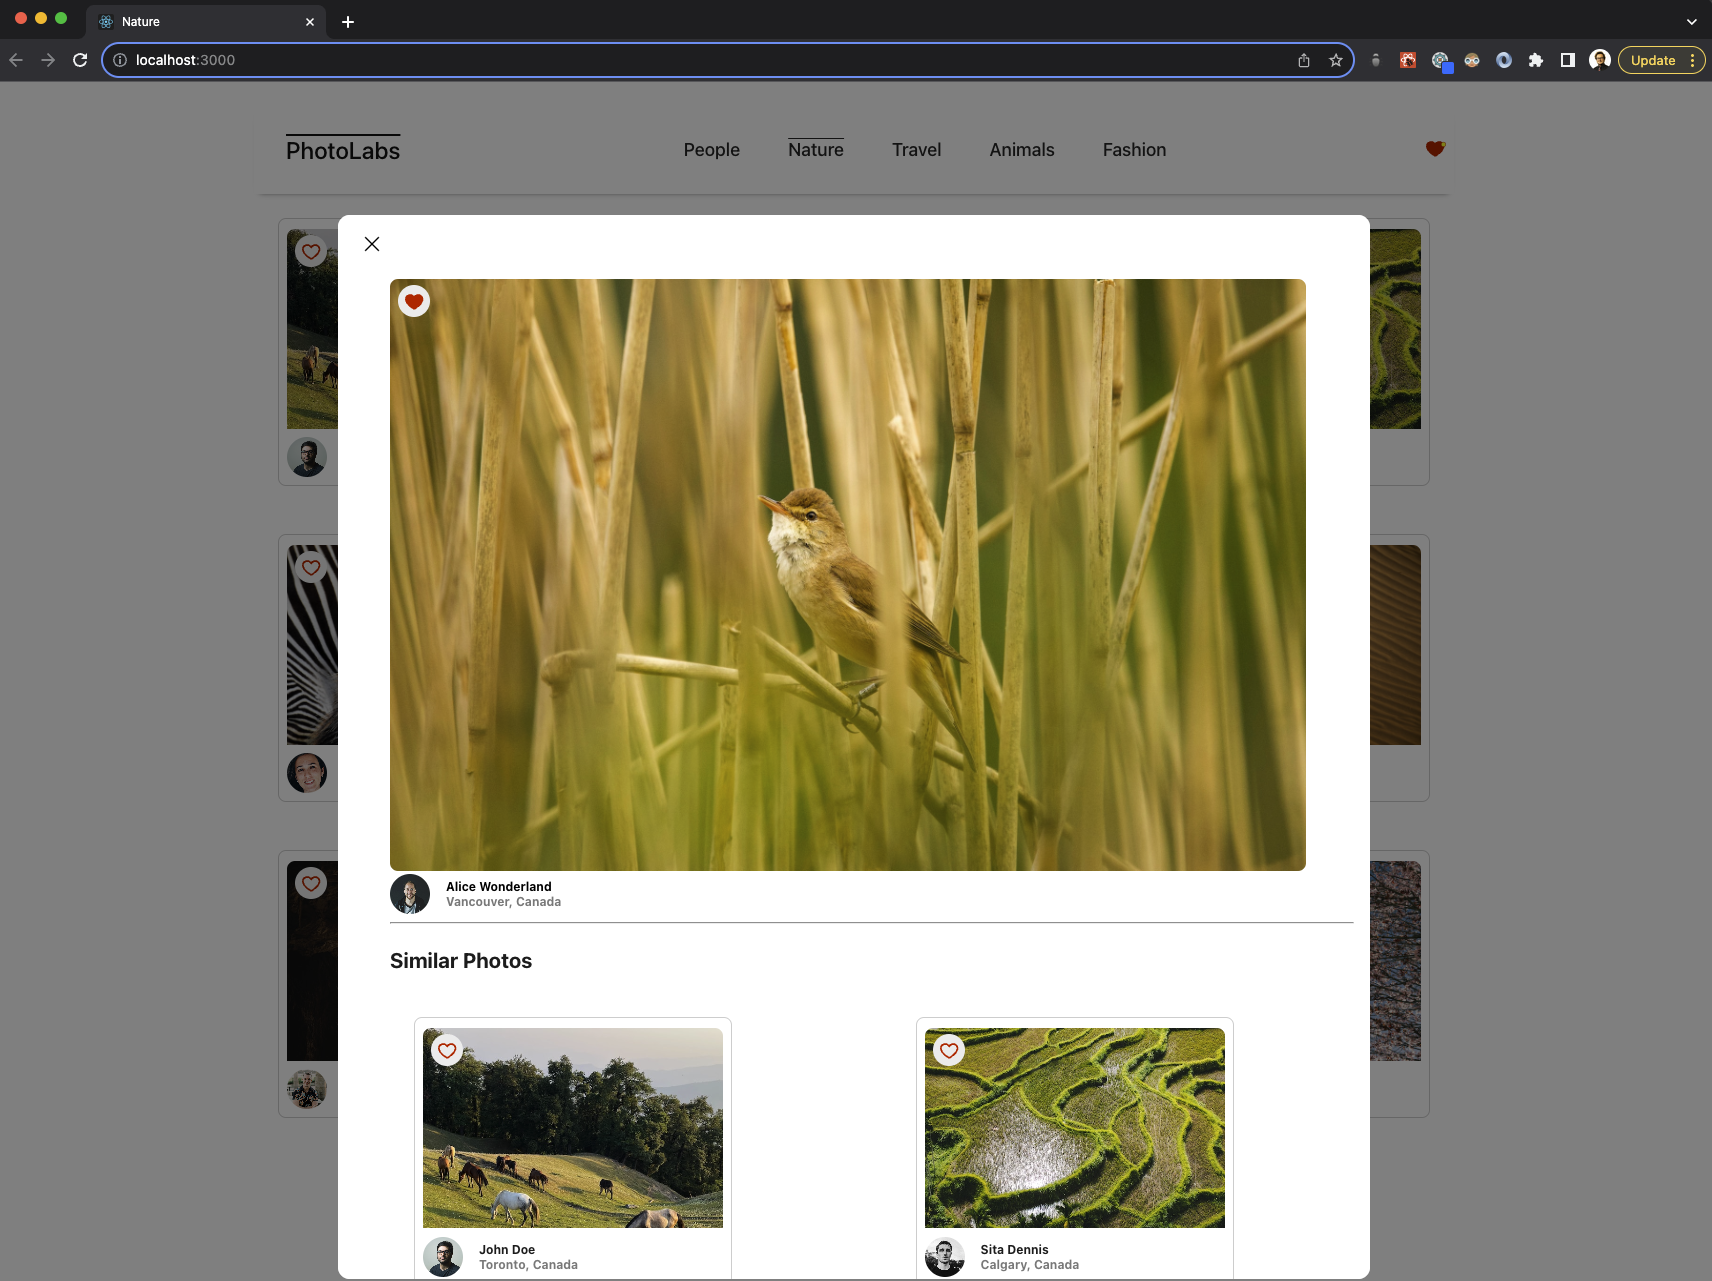 Nature
localhost:3000
Update
PhotoLabs
People
Nature
Travel
Animals
Fashion
Alice Wonderland
Vancouver, Canada
Similar Photos
John Doe
Toronto, Canada
Sita Dennis
Calgary, Canada